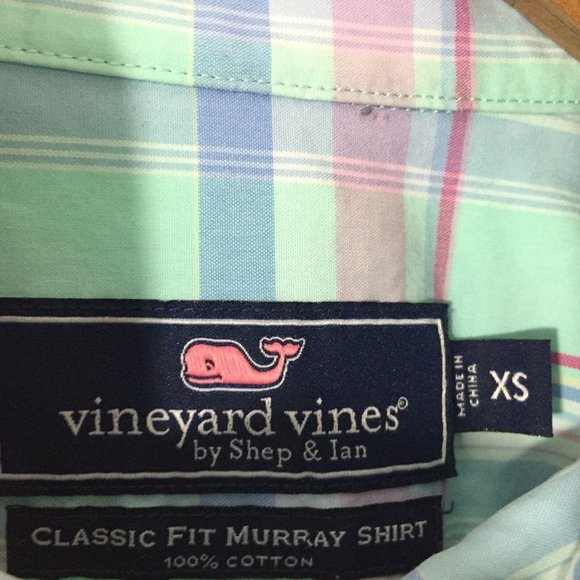 vineyard vines®
by Shep & Ian
MADE IN
CHINA
XS
CLASSIC FIT MURRAY SHIRT
100% COTTON